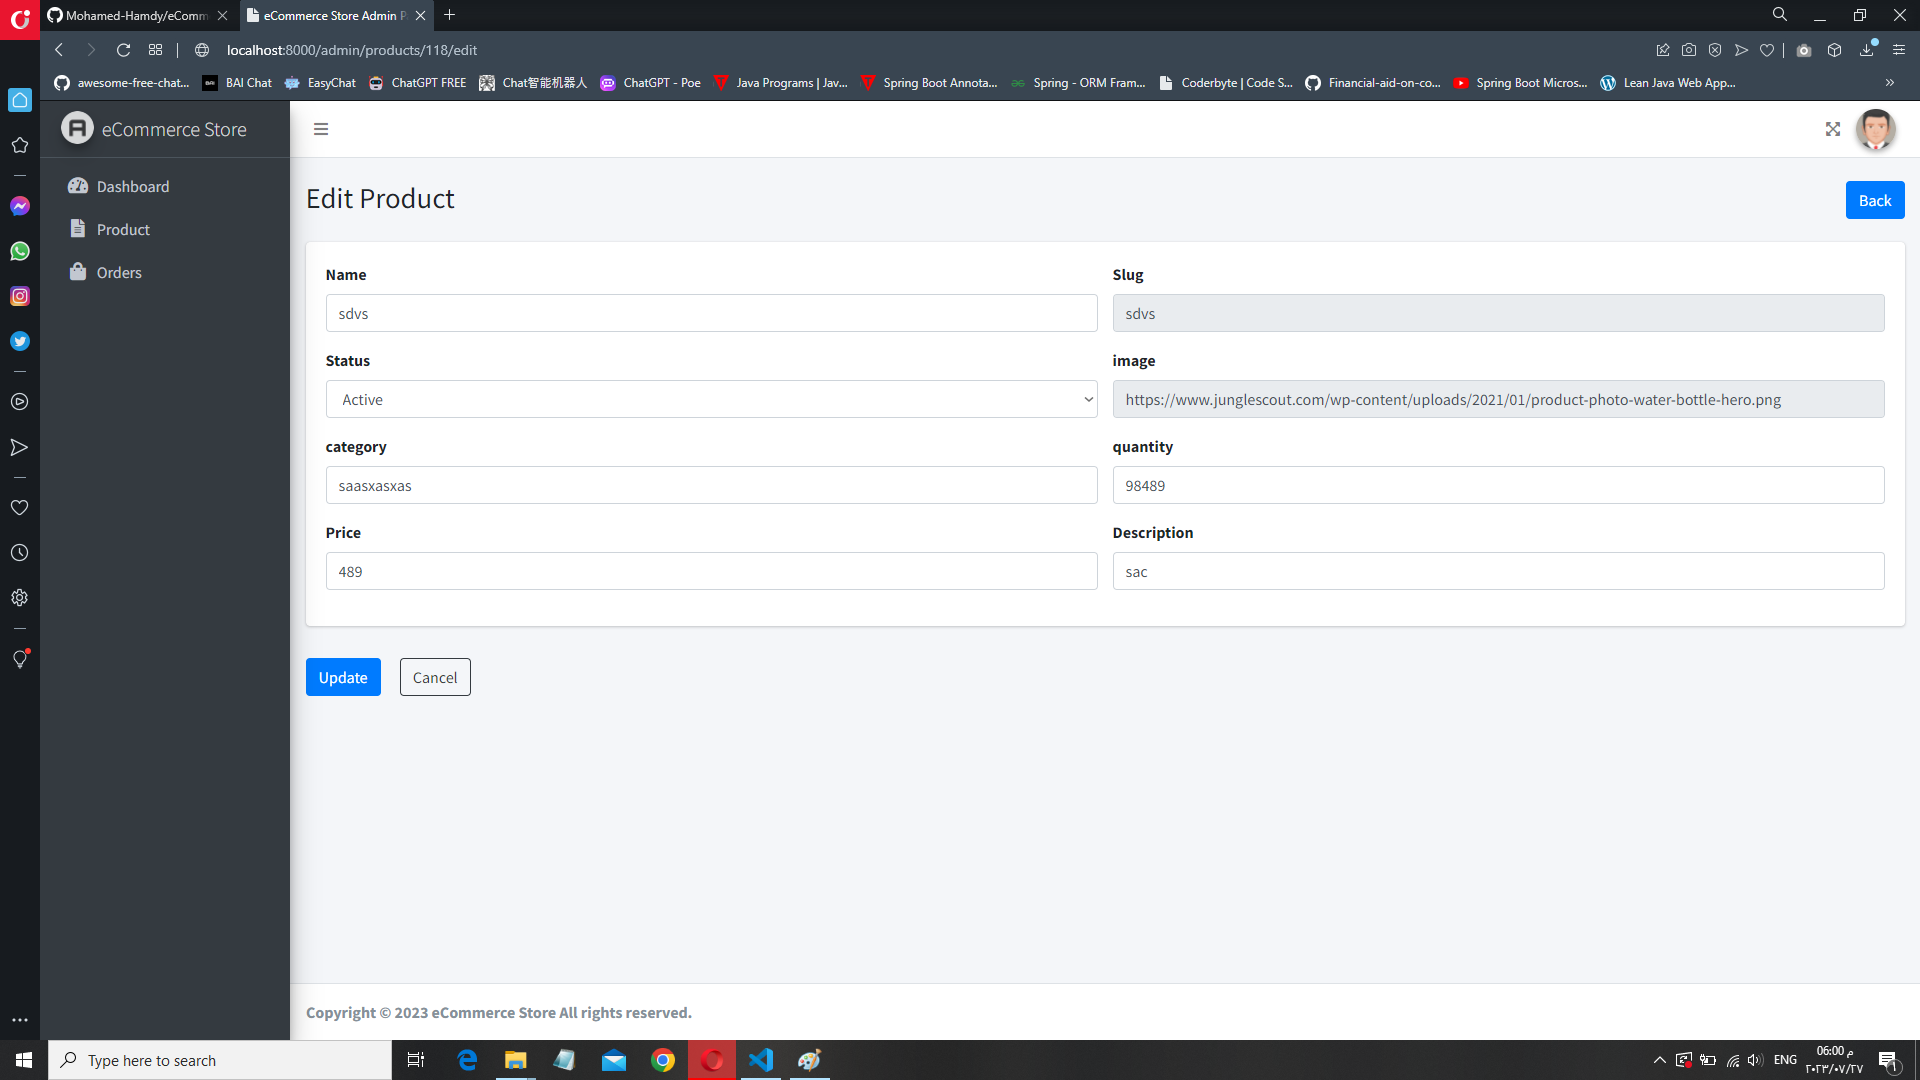 Mohamed-Hamdy/eComm
eCommerce Store Admin P
localhost:8000/admin/products/118/edit
awesome-free-chat...
BAI Chat
EasyChat
ChatGPT FREE
Chat智能机器人
ChatGPT - Poe
Java Programs | Jav...
Spring Boot Annota...
Spring - ORM Fram...
Coderbyte | Code S...
Financial-aid-on-co...
Spring Boot Micros...
Lean Java Web App...
eCommerce Store
Dashboard
Product
Orders
Edit Product
Back
Name
sdvs
Slug
sdvs
Status
Active
image
https://www.junglescout.com/wp-content/uploads/2021/01/product-photo-water-bottle-hero.png
category
saasxasxas
quantity
98489
Price
489
Description
sac
Update
Cancel
Copyright © 2023 eCommerce Store All rights reserved.
Type here to search
ENG
06:00 م
٢٠٢٣/٠٧/٢٧
1